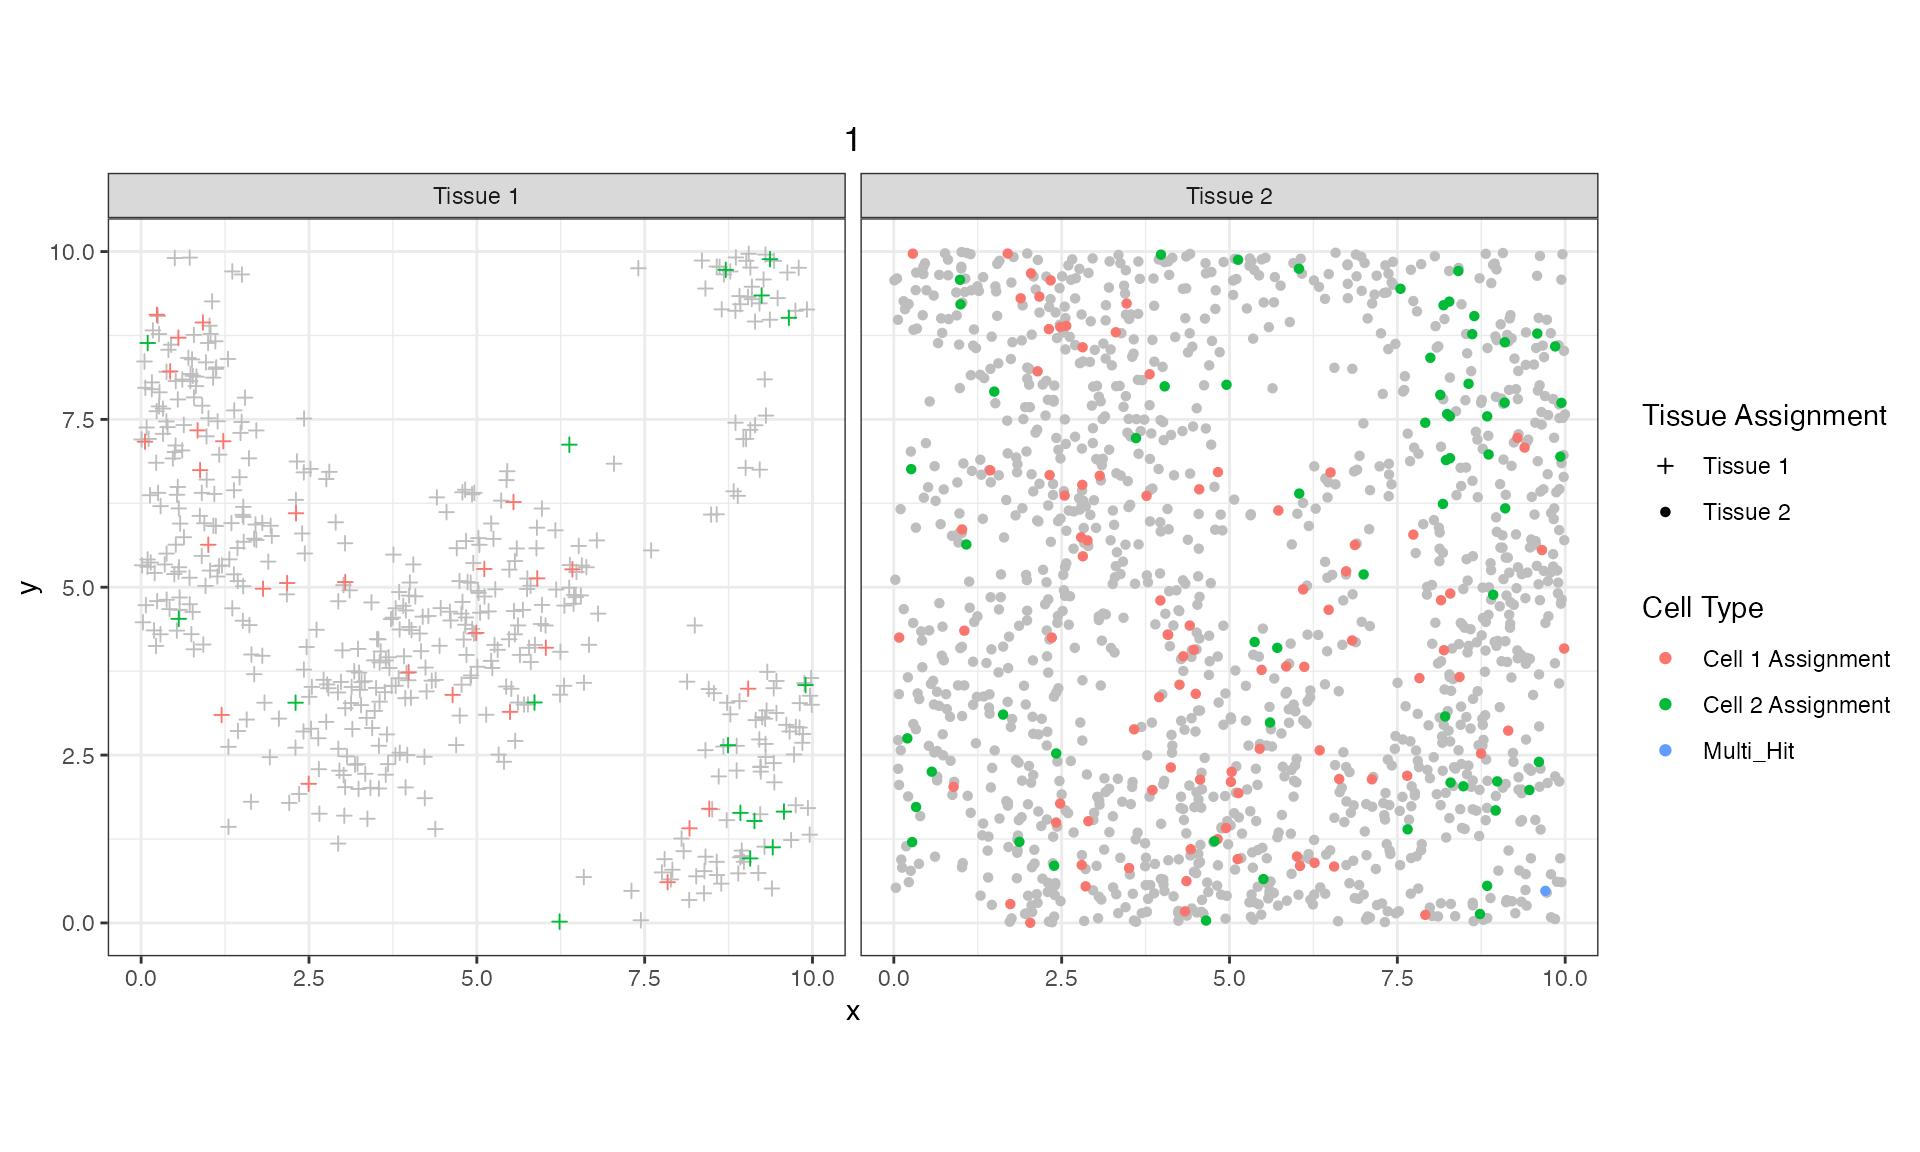 1
Tissue 1
Tissue 2
10.0
7.5
5.0
2.5
0.0
y
0.0 2.5 5.0 7.5 10.0
0.0 2.5 5.0 7.5 10.0
x
Tissue Assignment
Tissue 1
Tissue 2
Cell Type
Cell 1 Assignment
Cell 2 Assignment
Multi_Hit